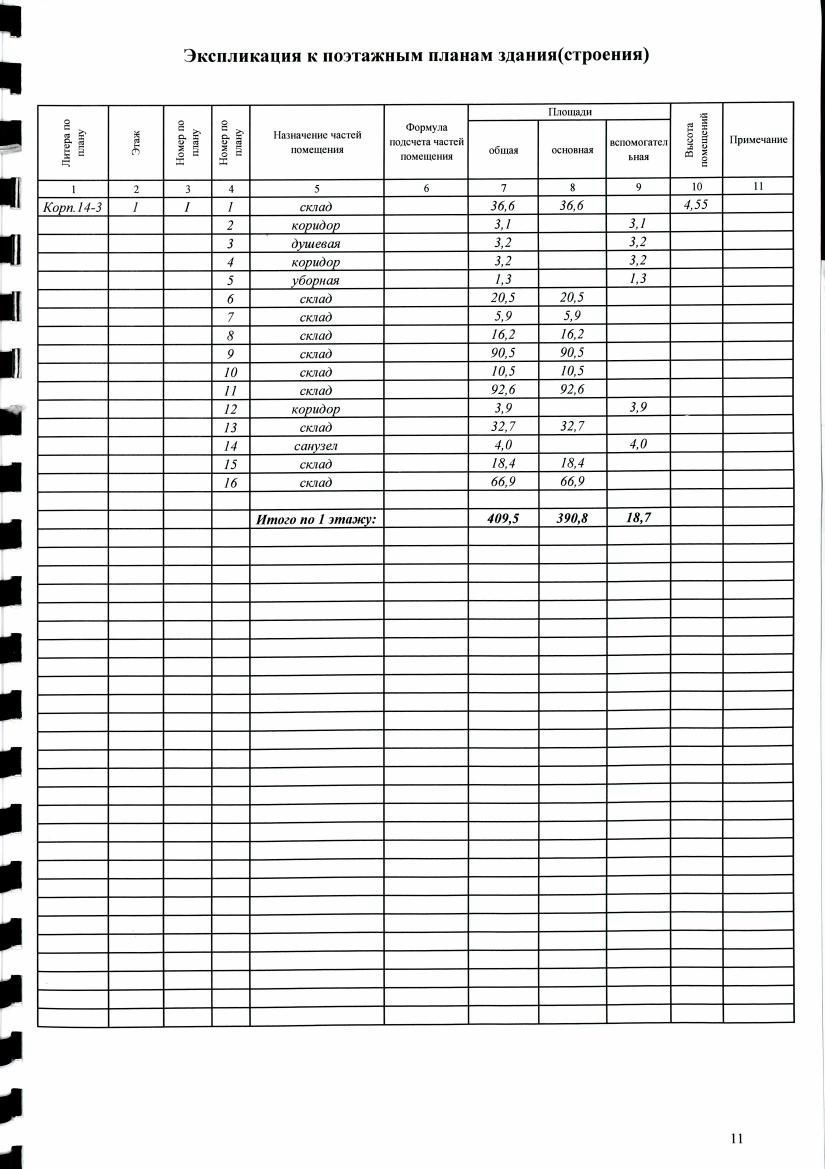 Экспликация к поэтажным планам здания(строения)
Литера по плану
Этаж
Номер по плану
Номер по плану
Назначение частей помещения
Формула подсчета частей помещения
Площади
общая
основная
вспомогательная
Высота помещений
Примечание
1 2 3 4 5 6 7 8 9 10 11
Корп.14-3 1 I 1 склад 36,6 36,6 4,55
2 коридор 3,1 3,1
3 душевая 3,2 3,2
4 коридор 3,2 3,2
5 уборная 1,3 1,3
6 склад 20,5 20,5
7 склад 5,9 5,9
8 склад 16,2 16,2
9 склад 90,5 90,5
10 склад 10,5 10,5
11 склад 92,6 92,6
12 коридор 3,9 3,9
13 склад 32,7 32,7
14 санузел 4,0 4,0
15 склад 18,4 18,4
16 склад 66,9 66,9
Итого по 1 этажу: 409,5 390,8 18,7
11